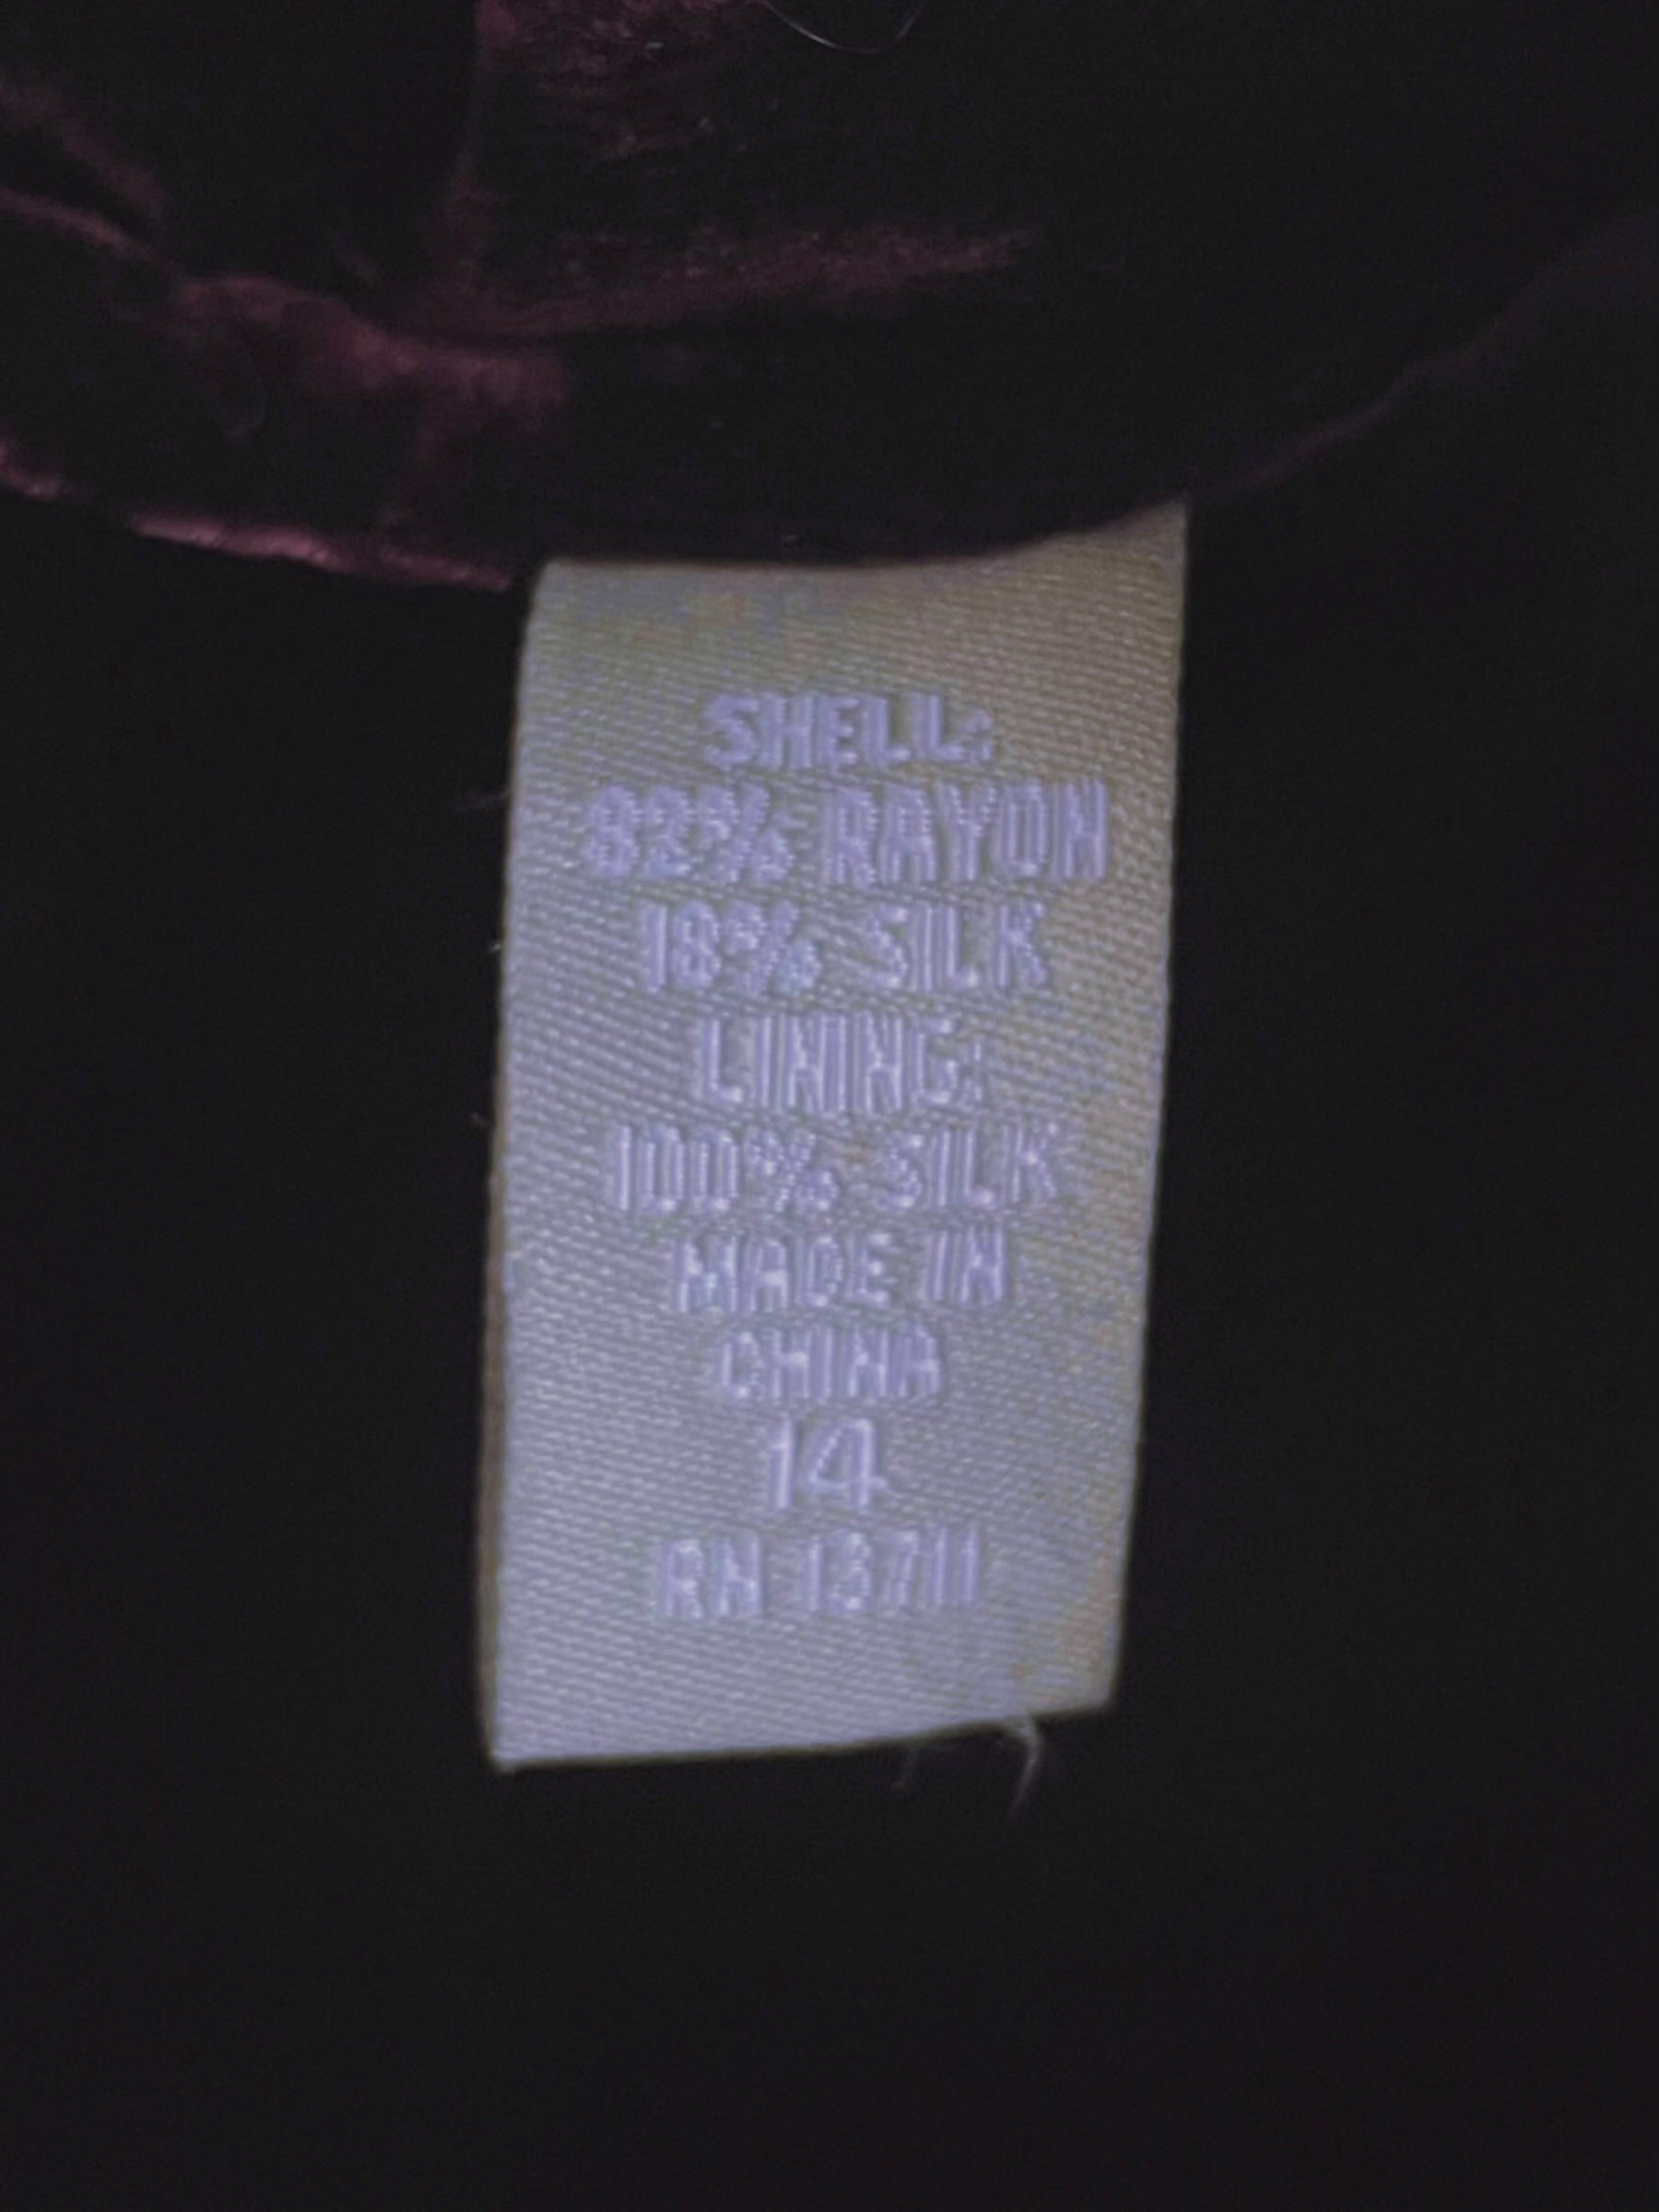 SHELL:
82% RAYON
18% SILK
LINING:
100% SILK
MADE IN
CHINA
14
RN 13711